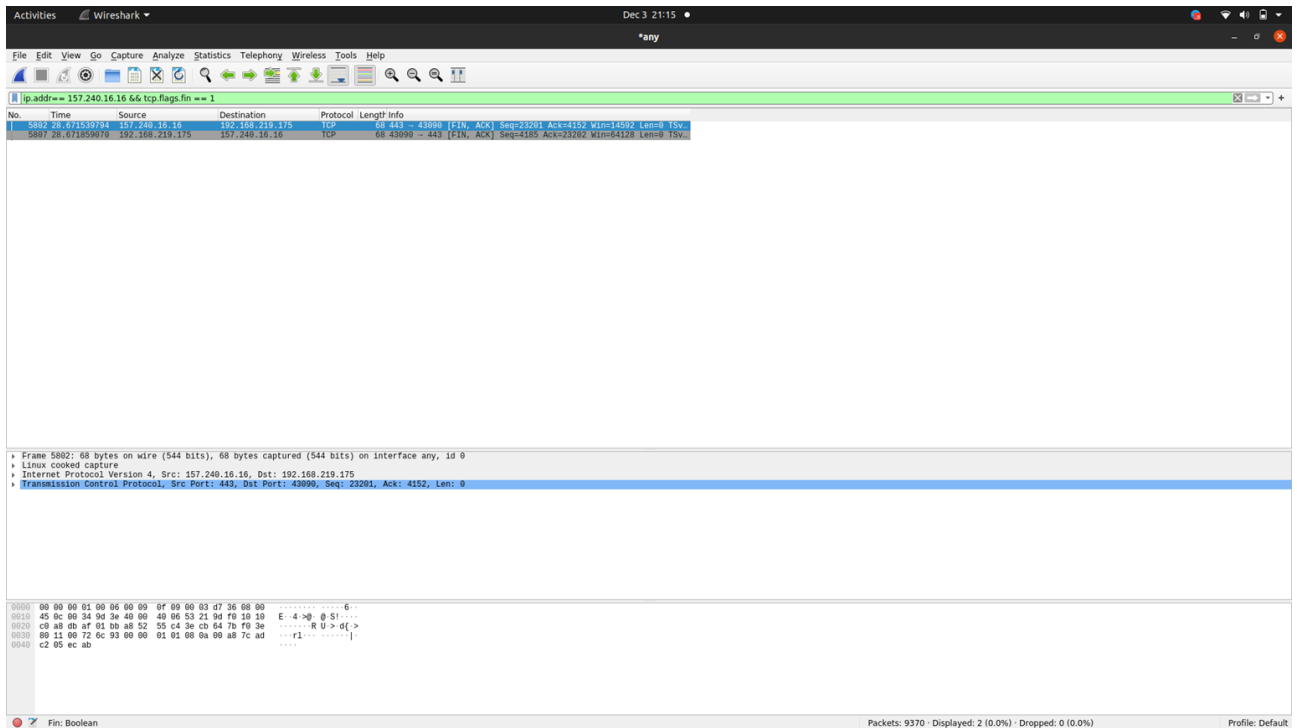 Activities Wireshark Dec 3 21:15
*any
File Edit View Go Capture Analyze Statistics Telephony Wireless Tools Help
ip.addr== 157.240.16.16 && tcp.flags.fin == 1
No. Time Source Destination Protocol Length Info
5802 28.671539794 157.240.16.16 192.168.219.175 TCP 68 443 → 43090 [FIN, ACK] Seq=23201 Ack=4152 Win=14592 Len=0 TSv…
5807 28.671859070 192.168.219.175 157.240.16.16 TCP 68 43090 → 443 [FIN, ACK] Seq=4185 Ack=23202 Win=64128 Len=0 TSv…
Frame 5802: 68 bytes on wire (544 bits), 68 bytes captured (544 bits) on interface any, id 0
Linux cooked capture
Internet Protocol Version 4, Src: 157.240.16.16, Dst: 192.168.219.175
Transmission Control Protocol, Src Port: 443, Dst Port: 43090, Seq: 23201, Ack: 4152, Len: 0
0000 00 00 00 01 00 06 00 09 0f 09 00 03 d7 36 08 00 ········ ·····6··
0010 45 0c 00 34 9d 3e 40 00 40 06 53 21 9d f0 10 10 E··4·>@· @·S!····
0020 c0 a8 db af 01 bb a8 52 55 c4 3e cb 64 7b f0 3e ·······R U·>·d{·>
0030 80 11 00 72 6c 93 00 00 01 01 08 0a 00 a8 7c ad ···rl··· ······|·
0040 c2 05 ec ab ····
Fin: Boolean Packets: 9370 · Displayed: 2 (0.0%) · Dropped: 0 (0.0%) Profile: Default